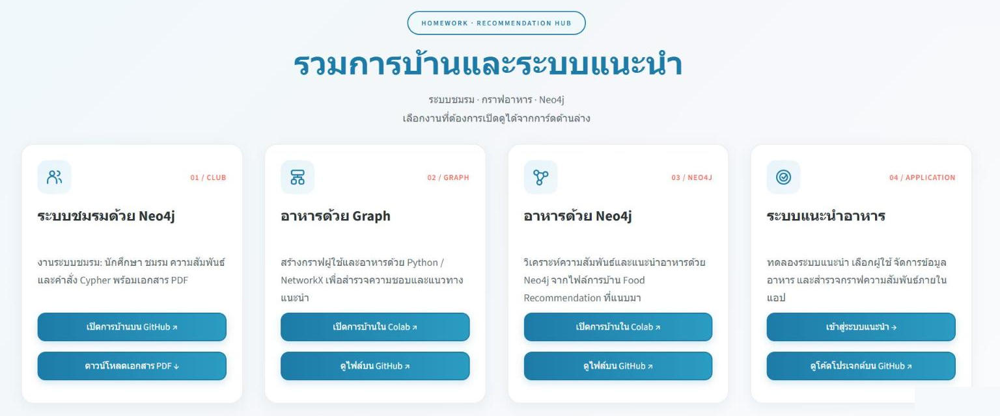 HOMEWORK · RECOMMENDATION HUB
รวมการบ้านและระบบแนะนำ
ระบบชมรม · กราฟอาหาร · Neo4j
เลือกงานที่ต้องการเปิดดูได้จากการ์ดด้านล่าง
01 / CLUB
ระบบชมรมด้วย Neo4j
งานระบบชมรม: นักศึกษา ชมรม ความสัมพันธ์
และคำสั่ง Cypher พร้อมเอกสาร PDF
เปิดการบ้านบน GitHub ↗
ดาวน์โหลดเอกสาร PDF ↓
02 / GRAPH
อาหารด้วย Graph
สร้างกราฟผู้ใช้และอาหารด้วย Python /
NetworkX เพื่อสำรวจความชอบและแนวทาง
แนะนำ
เปิดการบ้านใน Colab ↗
ดูไฟล์บน GitHub ↗
03 / NEO4J
อาหารด้วย Neo4j
วิเคราะห์ความสัมพันธ์และแนะนำอาหารด้วย
Neo4j จากไฟล์การบ้าน Food
Recommendation ที่แนบมา
เปิดการบ้านใน Colab ↗
ดูไฟล์บน GitHub ↗
04 / APPLICATION
ระบบแนะนำอาหาร
ทดลองระบบแนะนำ เลือกผู้ใช้ จัดการข้อมูล
อาหาร และสำรวจกราฟความสัมพันธ์ภายใน
แอป
เข้าสู่ระบบแนะนำ →
ดูโค้ดโปรเจกต์บน GitHub ↗